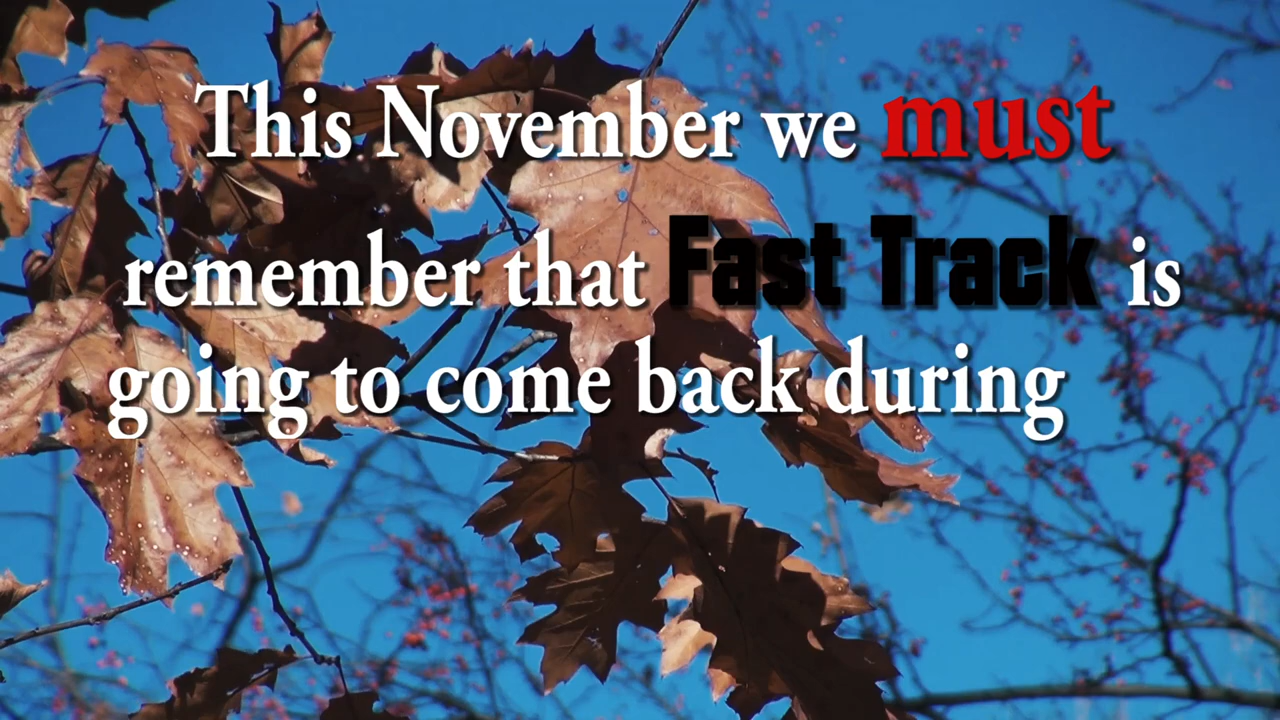 This November we must
remember that Fast Track is
going to come back during